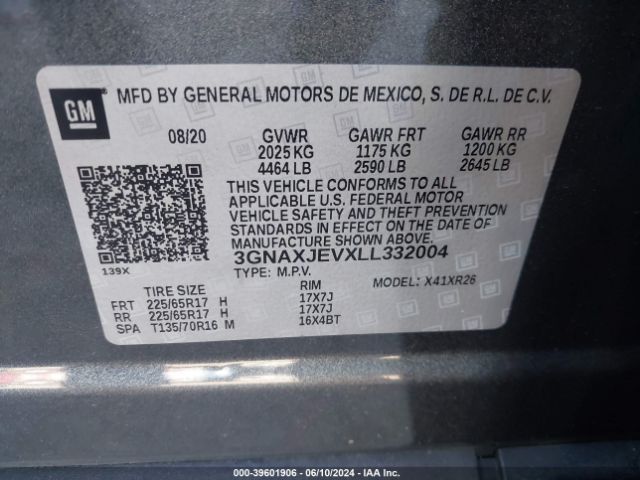 GM
MFD BY GENERAL MOTORS DE MEXICO, S. DE R.L. DE C.V.
08/20 GVWR GAWR FRT GAWR RR
2025 KG 1175 KG 1200 KG
4464 LB 2590 LB 2645 LB
THIS VEHICLE CONFORMS TO ALL
APPLICABLE U.S. FEDERAL MOTOR
VEHICLE SAFETY AND THEFT PREVENTION
STANDARDS IN EFFECT ON THE DATE OF
MANUFACTURE SHOWN ABOVE.
139X
3GNAXJEVXLL332004
TYPE: M.P.V. MODEL: X41XR26
TIRE SIZE RIM
FRT 225/65R17 H 17X7J
RR 225/65R17 H 17X7J
SPA T135/70R16 M 16X4BT
000-39601906 - 06/10/2024 - IAA Inc.